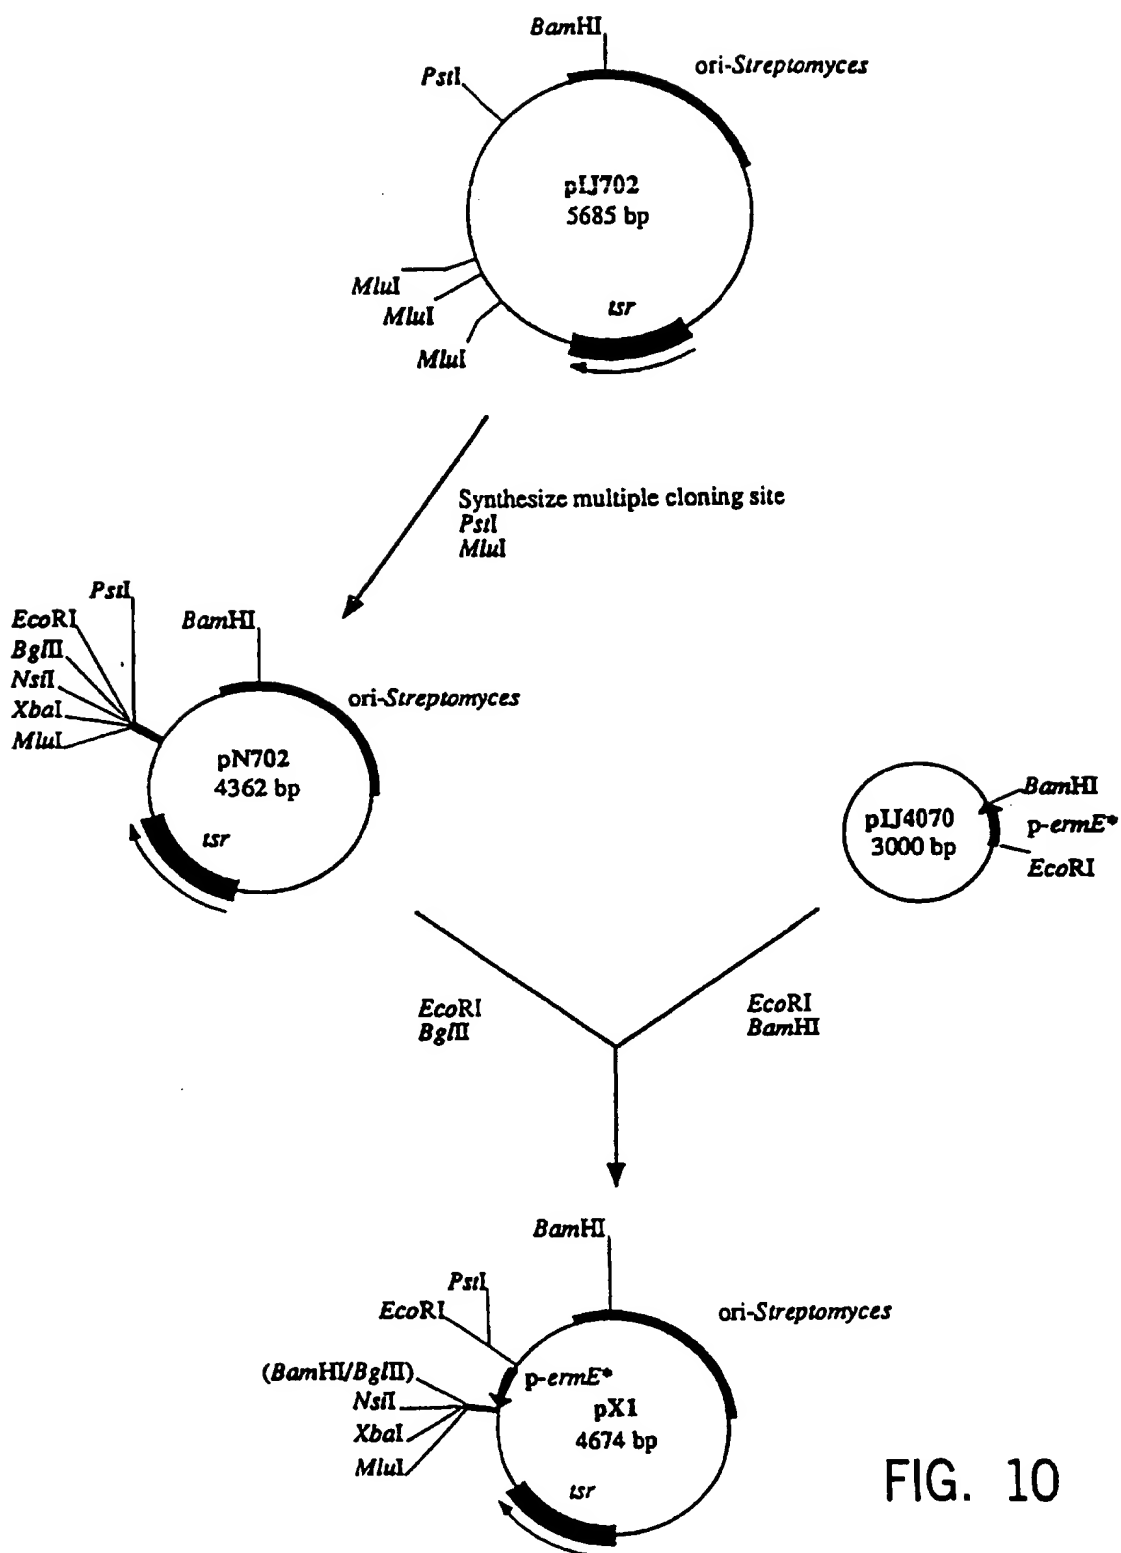 BamHI
ori-Streptomyces
PstI
pIJ702
5685 bp
MluI
MluI
MluI
tsr
Synthesize multiple cloning site
PstI
MluI
PstI
EcoRI
BglII
NsiI
XbaI
MluI
BamHI
ori-Streptomyces
pN702
4362 bp
tsr
pIJ4070
3000 bp
BamHI
p-ermE*
EcoRI
EcoRI
BglII
EcoRI
BamHI
BamHI
PstI
EcoRI
ori-Streptomyces
(BamHI/BglII)
NsiI
XbaI
MluI
p-ermE*
pX1
4674 bp
tsr
FIG. 10